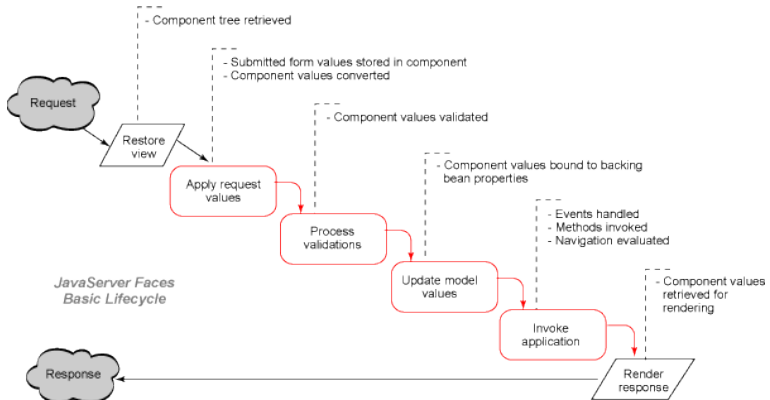 - Component tree retrieved
- Submitted form values stored in component
- Component values converted
Request
- Component values validated
Restore
view
- Component values bound to backing
bean properties
Apply request
values
- Events handled
- Methods invoked
- Navigation evaluated
Process
validations
JavaServer Faces
Basic Lifecycle
Update model
values
- Component values
retrieved for
rendering
Invoke
application
Response
Render
response